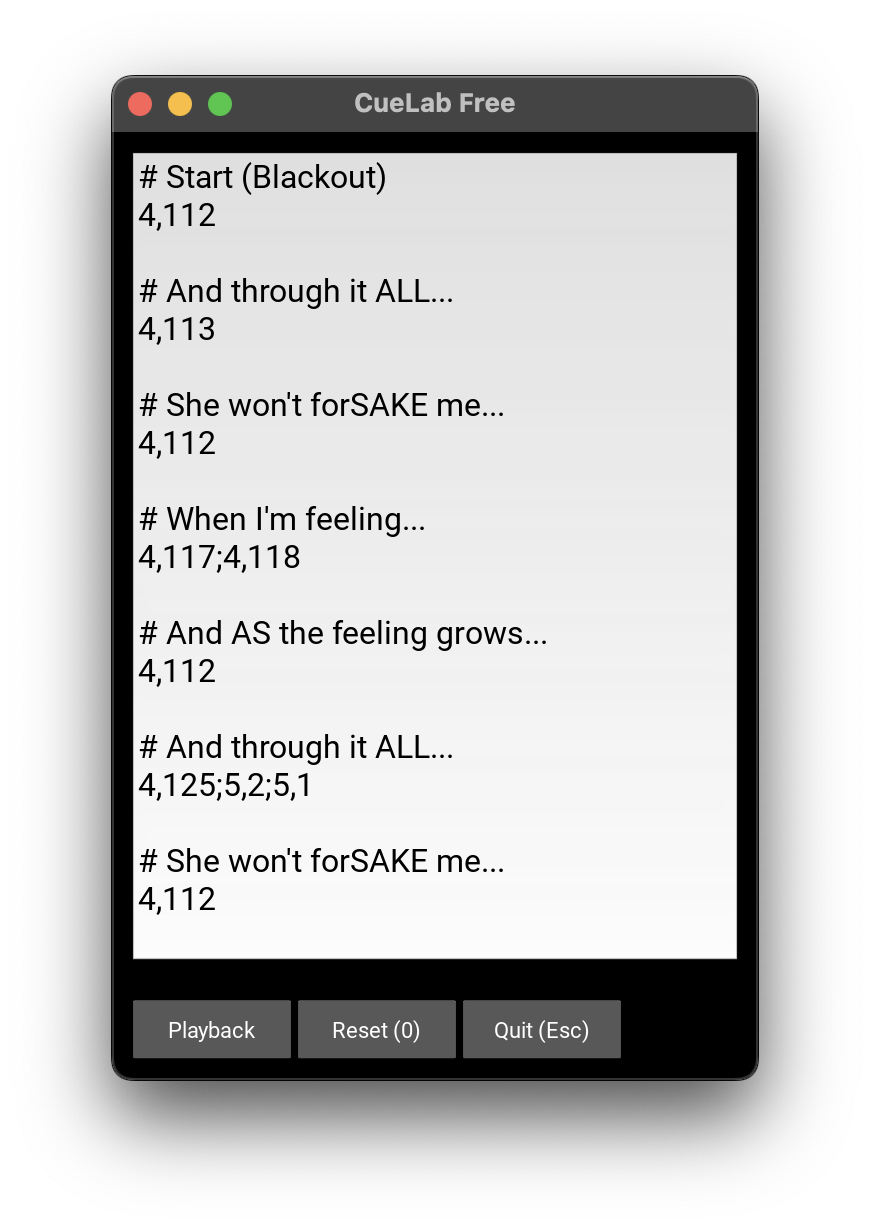 CueLab Free
# Start (Blackout)
4,112
# And through it ALL...
4,113
# She won't forSAKE me...
4,112
# When I'm feeling...
4,117;4,118
# And AS the feeling grows...
4,112
# And through it ALL...
4,125;5,2;5,1
# She won't forSAKE me...
4,112
Playback
Reset (0)
Quit (Esc)